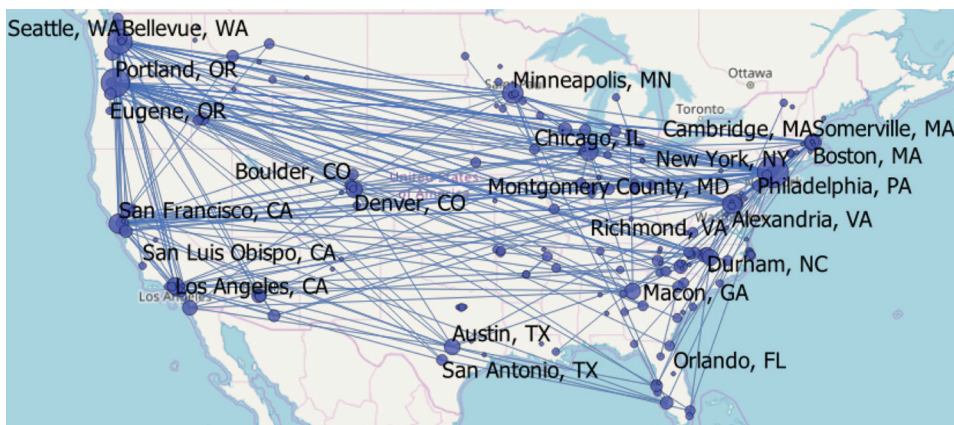 Seattle, WA
Bellevue, WA
Portland, OR
Minneapolis, MN
Ottawa
Eugene, OR
Toronto
Chicago, IL
Cambridge, MA
Somerville, MA
New York, NY
Boston, MA
Boulder, CO
Montgomery County, MD
Philadelphia, PA
Denver, CO
San Francisco, CA
Richmond, VA
Alexandria, VA
San Luis Obispo, CA
Durham, NC
Los Angeles, CA
Los Angeles
Macon, GA
Austin, TX
Orlando, FL
San Antonio, TX